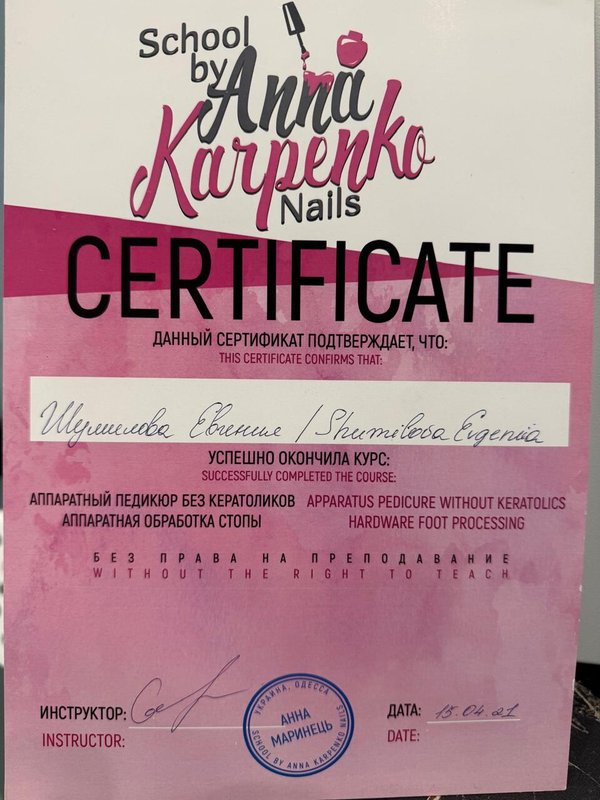 School
by Anna
Karpenko
Nails
CERTIFICATE
ДАННЫЙ СЕРТИФИКАТ ПОДТВЕРЖДАЕТ, ЧТО:
THIS CERTIFICATE CONFIRMS THAT:
Шумилова Евгения / Shumilova Evgeniia
УСПЕШНО ОКОНЧИЛА КУРС:
SUCCESSFULLY COMPLETED THE COURSE:
АППАРАТНЫЙ ПЕДИКЮР БЕЗ КЕРАТОЛИКОВ APPARATUS PEDICURE WITHOUT KERATOLICS
АППАРАТНАЯ ОБРАБОТКА СТОПЫ HARDWARE FOOT PROCESSING
БЕЗ ПРАВА НА ПРЕПОДАВАНИЕ
WITHOUT THE RIGHT TO TEACH
ИНСТРУКТОР:
INSTRUCTOR:
УКРАИНА, ОДЕССА
АННА
МАРИНЕЦЬ
SCHOOL BY ANNA KARPENKO NAILS
ДАТА: 15.04.21
DATE: